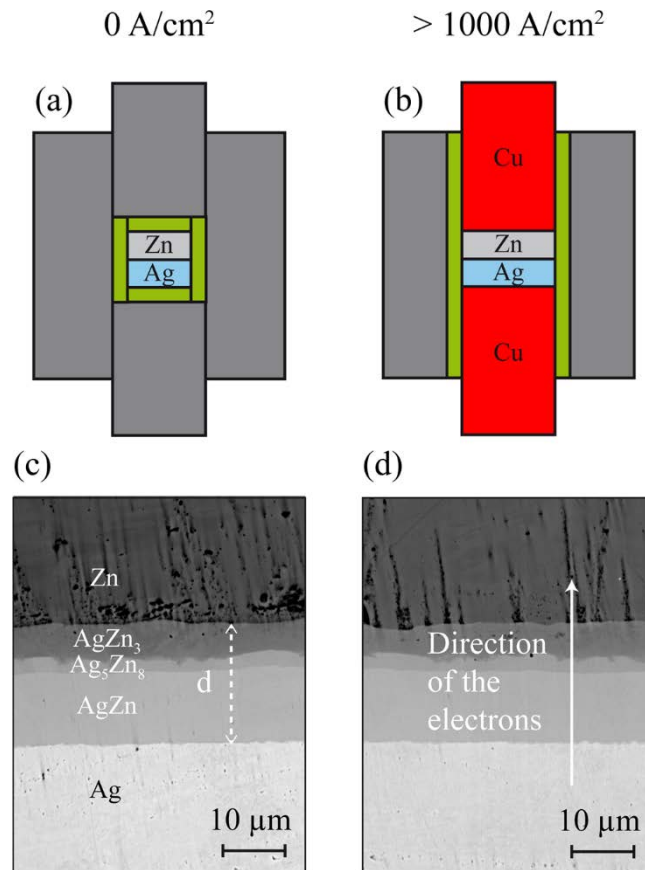 0 A/cm²
> 1000 A/cm²
(a)
Zn
Ag
(b)
Cu
Zn
Ag
Cu
(c)
Zn
AgZn₃
Ag₅Zn₈
AgZn
d
Ag
10 µm
(d)
Direction
of the
electrons
10 µm